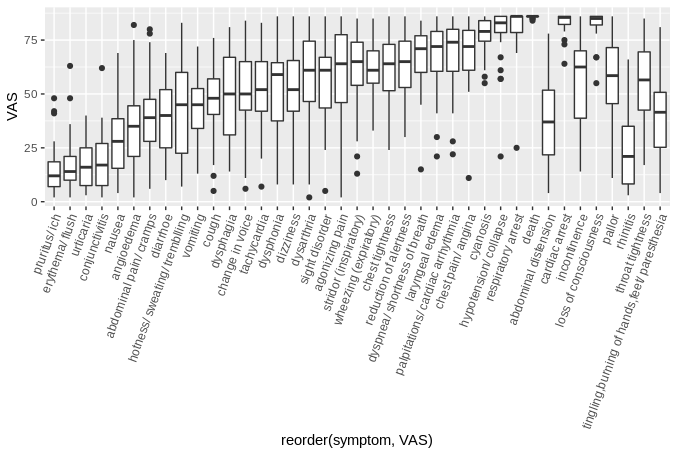 VAS
75
50
25
0
pruritus/ ich
erythema/ flush
urticaria
conjunctivitis
nausea
angioedema
abdominal pain/ cramps
diarrhoe
hotness/ sweating/ trembling
vomiting
cough
dysphagia
change in voice
tachycardia
dysphonia
dizziness
dysarthria
sight disorder
agonizing pain
stridor (inspiratory)
wheezing (expiratory)
chest tightness
reduction of alertness
dyspnea/ shortness of breath
laryngeal edema
palpitations/ cardiac arrhythmia
chest pain/ angina
cyanosis
hypotension/ collapse
respiratory arrest
death
abdominal distension
cardiac arrest
incontinence
loss of consciousness
pallor
rhinitis
throat tightness
tingling,burning of hands,feet/ paresthesia
reorder(symptom, VAS)